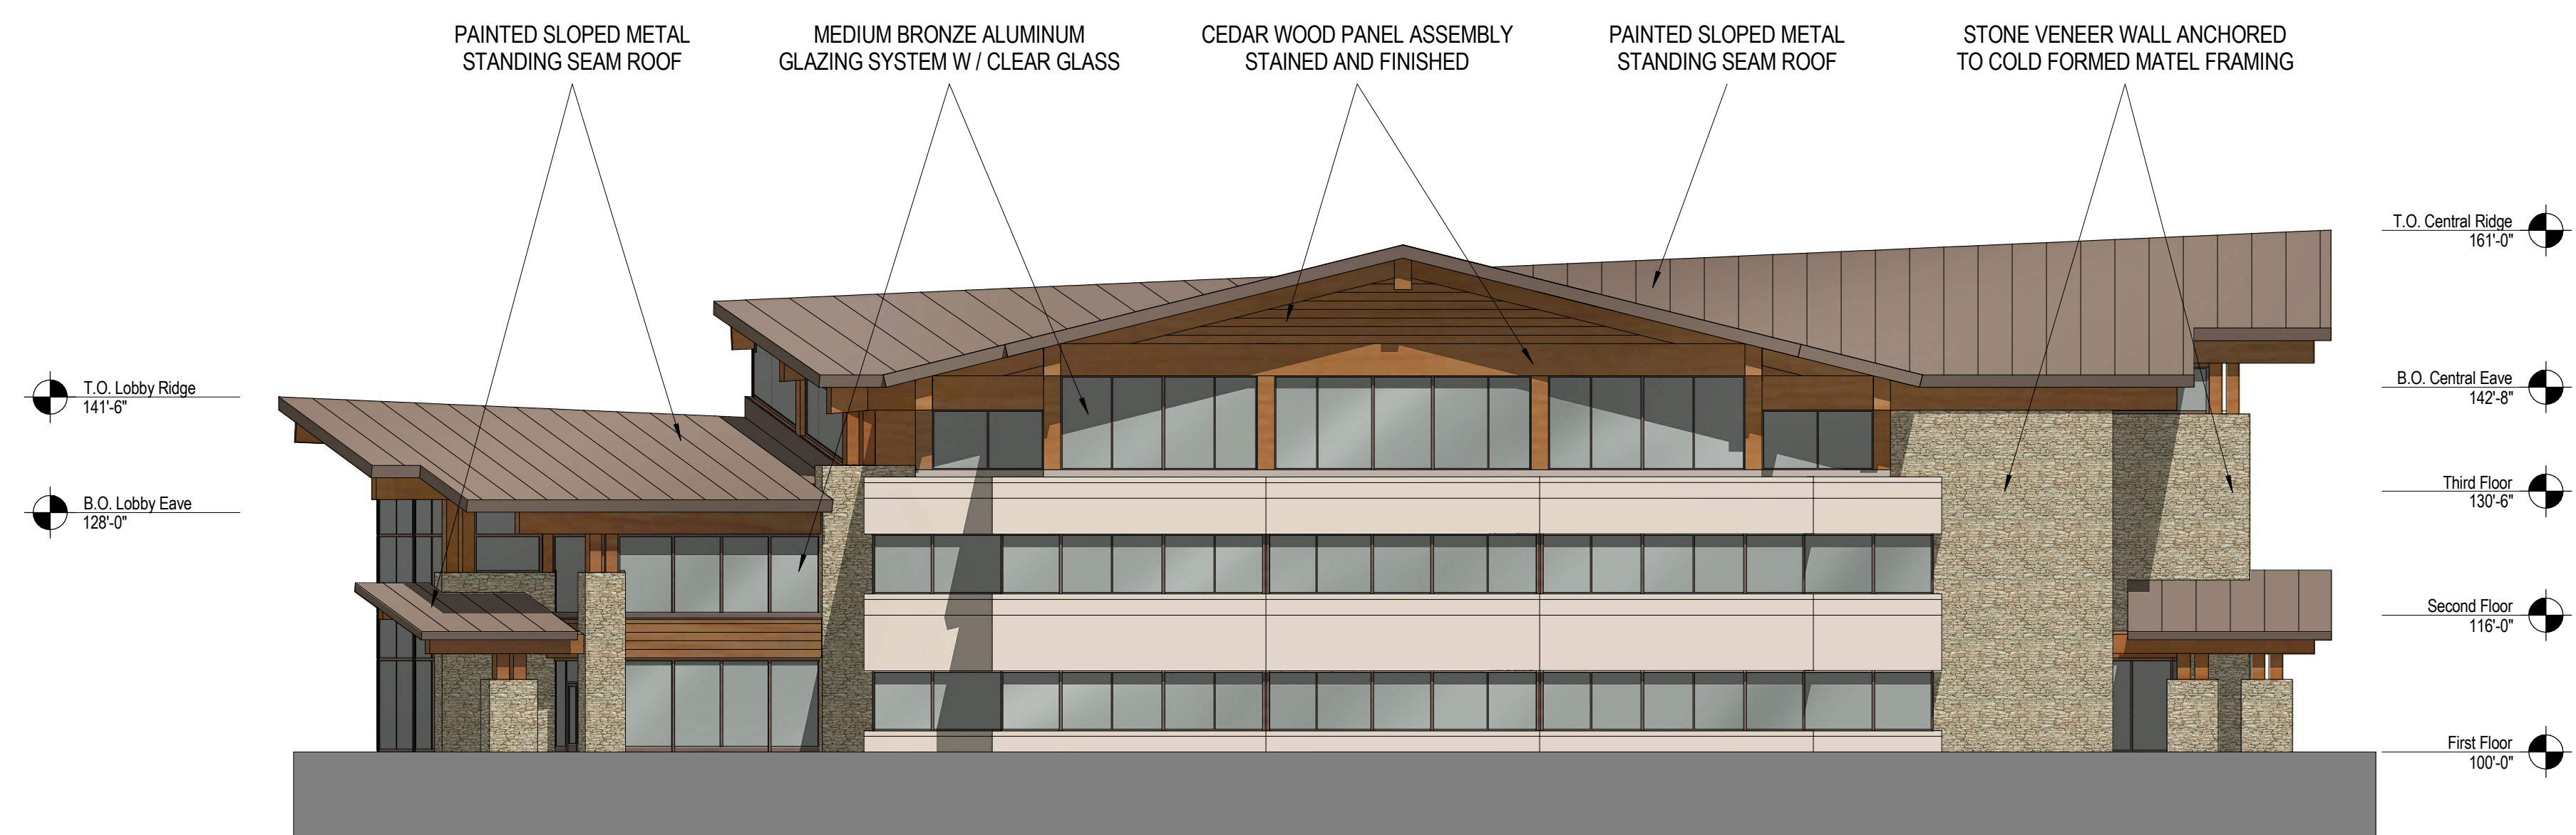 PAINTED SLOPED METAL
STANDING SEAM ROOF
MEDIUM BRONZE ALUMINUM
GLAZING SYSTEM W / CLEAR GLASS
CEDAR WOOD PANEL ASSEMBLY
STAINED AND FINISHED
PAINTED SLOPED METAL
STANDING SEAM ROOF
STONE VENEER WALL ANCHORED
TO COLD FORMED MATEL FRAMING
T.O. Lobby Ridge
141'-6"
B.O. Lobby Eave
128'-0"
T.O. Central Ridge
161'-0"
B.O. Central Eave
142'-8"
Third Floor
130'-6"
Second Floor
116'-0"
First Floor
100'-0"